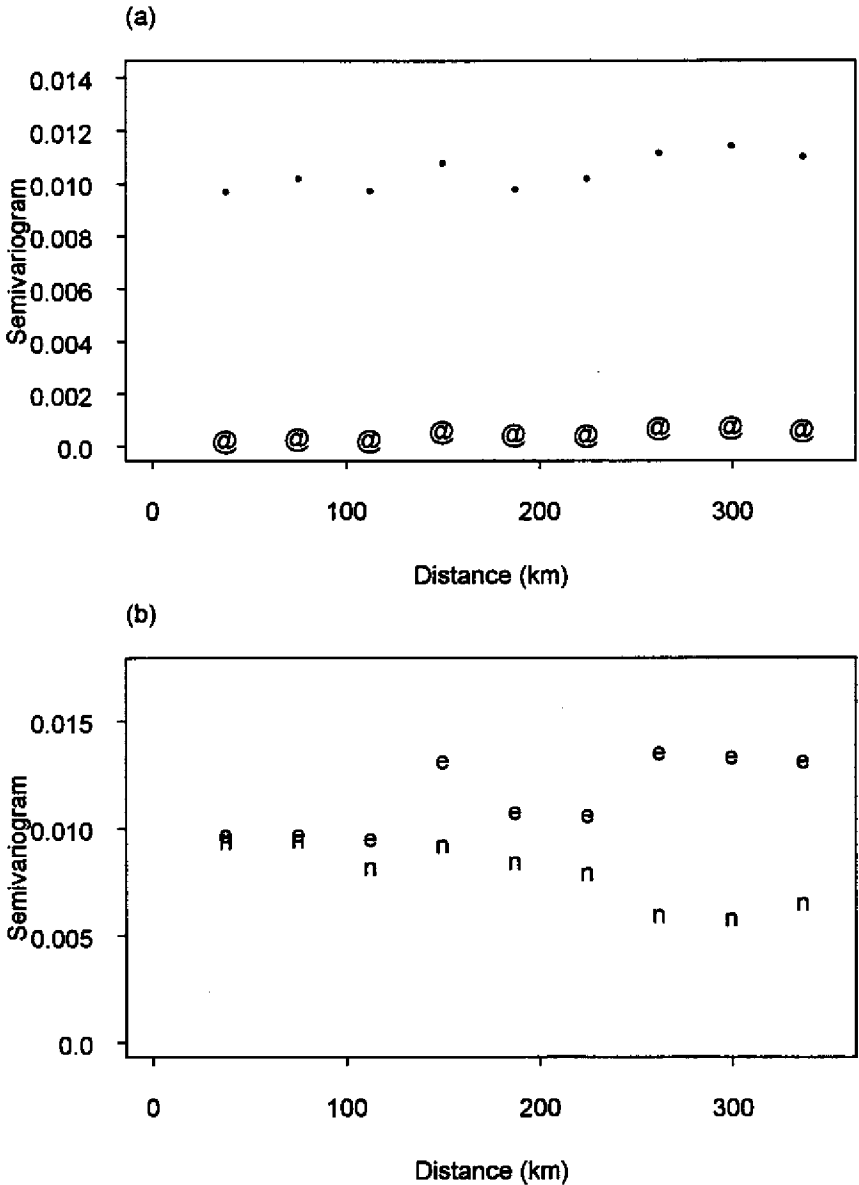 (a)
Semivariogram
0.014
0.012
0.010
0.008
0.006
0.004
0.002
0.0
@ @ @ @ @ @ @ @ @
0 100 200 300
Distance (km)
(b)
Semivariogram
0.015
0.010
0.005
0.0
e e e e e e e e e
n n n n n n n n n
0 100 200 300
Distance (km)